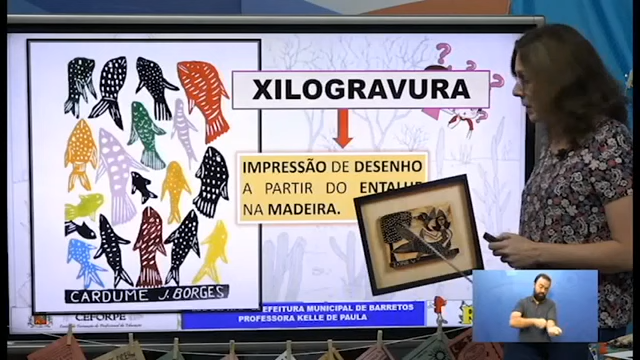 XILOGRAVURA
IMPRESSÃO DE DESENHO
A PARTIR DO
NA MADEIRA.
CARDUME J. BORGES
CEFORPE
PREFEITURA MUNICIPAL DE BARRETOS
PROFESSORA KELLE DE PAULA